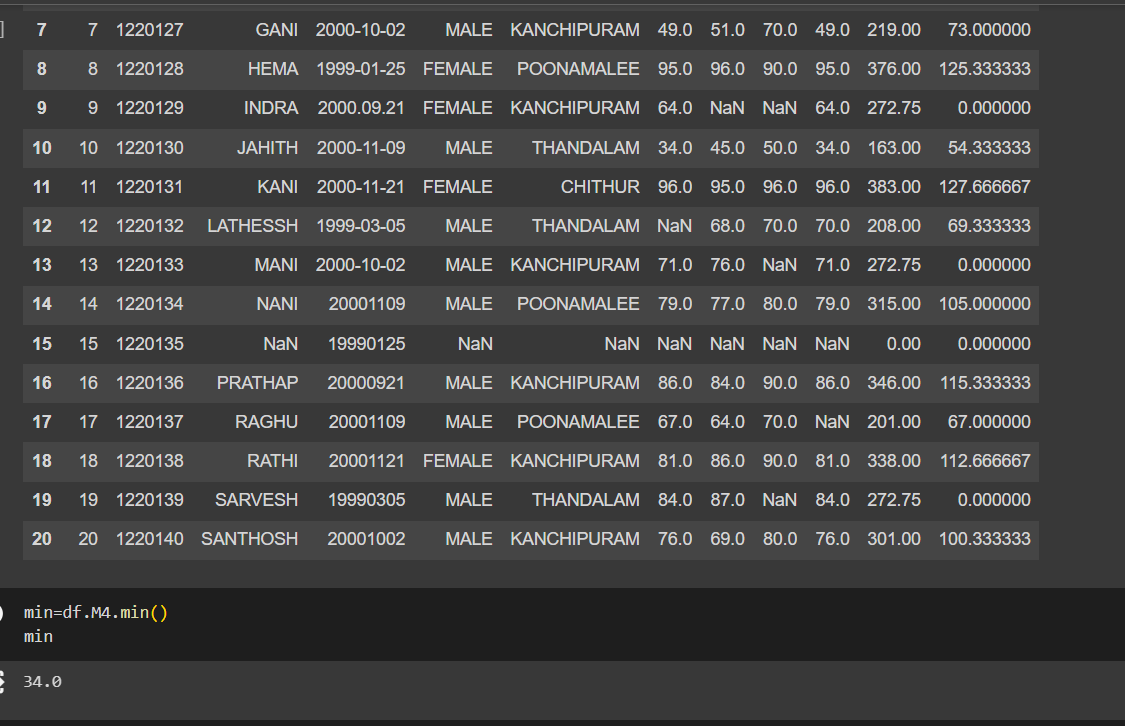 ]
7 7 1220127 GANI 2000-10-02 MALE KANCHIPURAM 49.0 51.0 70.0 49.0 219.00 73.000000
8 8 1220128 HEMA 1999-01-25 FEMALE POONAMALEE 95.0 96.0 90.0 95.0 376.00 125.333333
9 9 1220129 INDRA 2000.09.21 FEMALE KANCHIPURAM 64.0 NaN NaN 64.0 272.75 0.000000
10 10 1220130 JAHITH 2000-11-09 MALE THANDALAM 34.0 45.0 50.0 34.0 163.00 54.333333
11 11 1220131 KANI 2000-11-21 FEMALE CHITHUR 96.0 95.0 96.0 96.0 383.00 127.666667
12 12 1220132 LATHESSH 1999-03-05 MALE THANDALAM NaN 68.0 70.0 70.0 208.00 69.333333
13 13 1220133 MANI 2000-10-02 MALE KANCHIPURAM 71.0 76.0 NaN 71.0 272.75 0.000000
14 14 1220134 NANI 20001109 MALE POONAMALEE 79.0 77.0 80.0 79.0 315.00 105.000000
15 15 1220135 NaN 19990125 NaN NaN NaN NaN NaN NaN 0.00 0.000000
16 16 1220136 PRATHAP 20000921 MALE KANCHIPURAM 86.0 84.0 90.0 86.0 346.00 115.333333
17 17 1220137 RAGHU 20001109 MALE POONAMALEE 67.0 64.0 70.0 NaN 201.00 67.000000
18 18 1220138 RATHI 20001121 FEMALE KANCHIPURAM 81.0 86.0 90.0 81.0 338.00 112.666667
19 19 1220139 SARVESH 19990305 MALE THANDALAM 84.0 87.0 NaN 84.0 272.75 0.000000
20 20 1220140 SANTHOSH 20001002 MALE KANCHIPURAM 76.0 69.0 80.0 76.0 301.00 100.333333
min=df.M4.min()
min
34.0